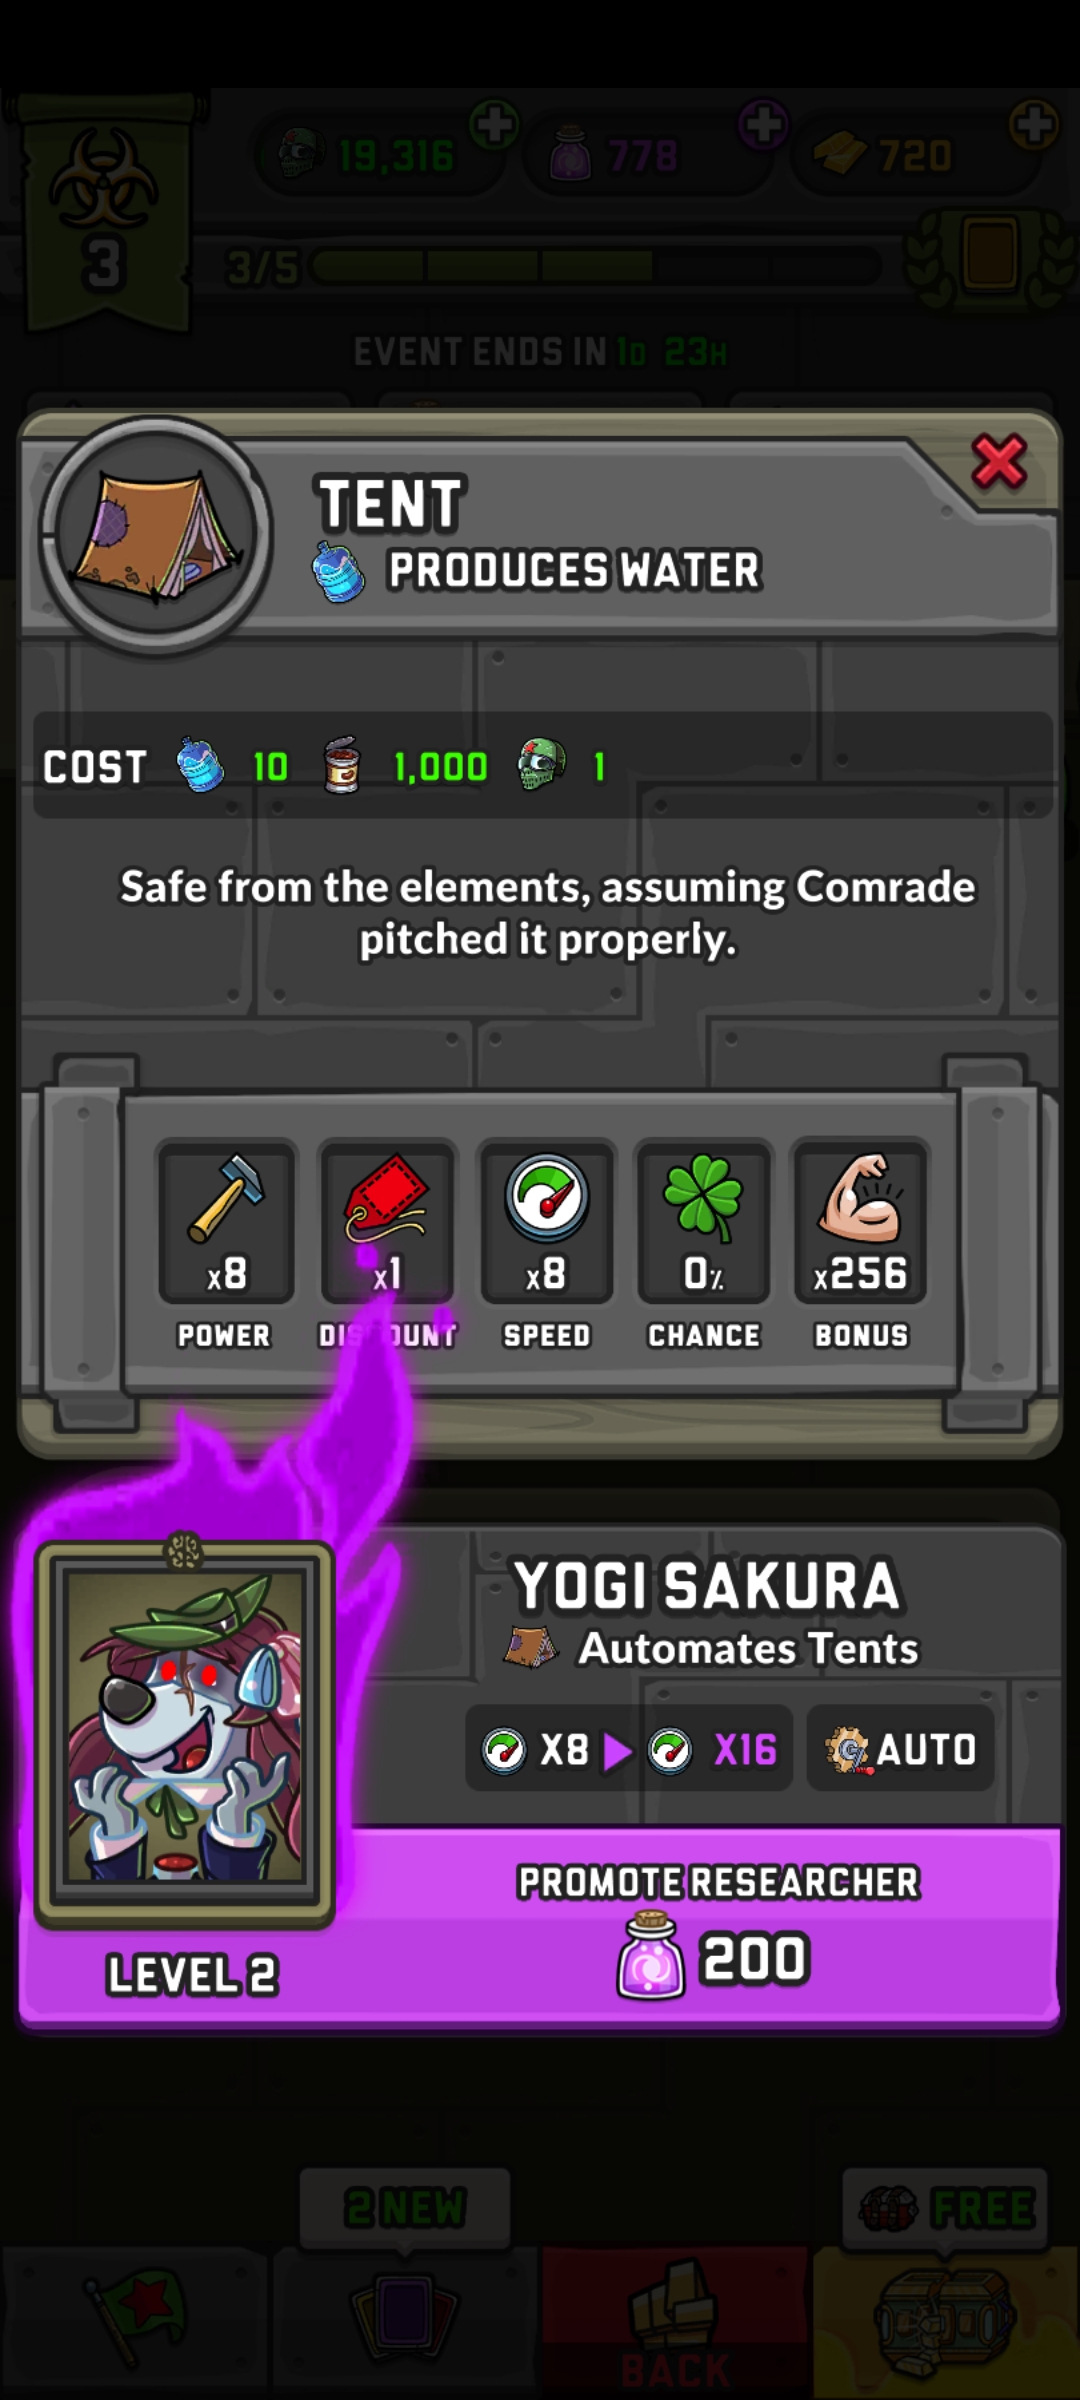 19,316
778
720
3
3/5
EVENT ENDS IN 1D 23H
TENT
PRODUCES WATER
COST 10 1,000 1
Safe from the elements, assuming Comrade
pitched it properly.
x8 x1 x8 0% x256
POWER DISCOUNT SPEED CHANCE BONUS
YOGI SAKURA
Automates Tents
X8 X16 AUTO
PROMOTE RESEARCHER
200
LEVEL 2
2 NEW
FREE
BACK